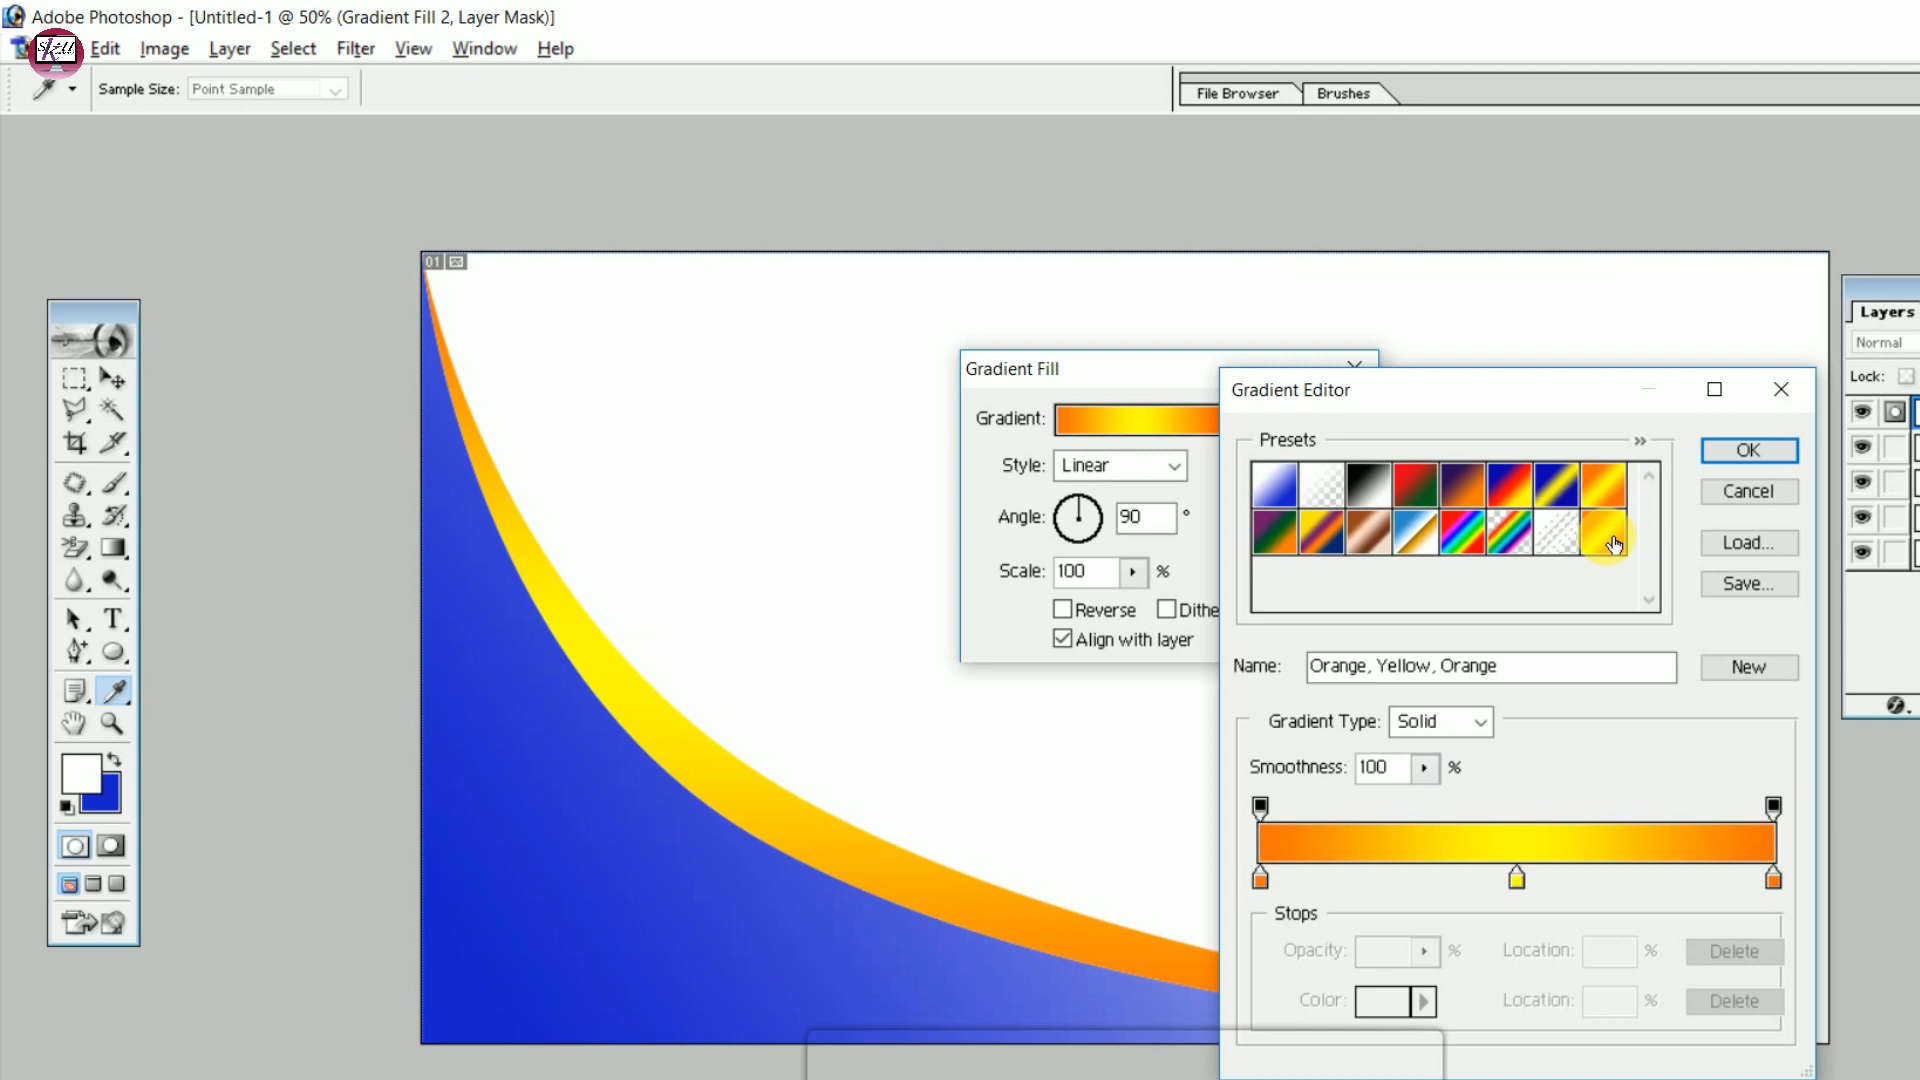 Adobe Photoshop - [Untitled-1 @ 50% (Gradient Fill 2, Layer Mask)]
Edit Image Layer Select Filter View Window Help
Skill
Sample Size: Point Sample
File Browser Brushes
01
Layers
Normal
Lock:
Gradient Fill
Gradient:
Style: Linear
Angle: 90 °
Scale: 100 %
Reverse Dithe
Align with layer
Gradient Editor
Presets
OK
Cancel
Load...
Save...
Name: Orange, Yellow, Orange
New
Gradient Type: Solid
Smoothness: 100 %
Stops
Opacity: % Location: % Delete
Color: Location: % Delete